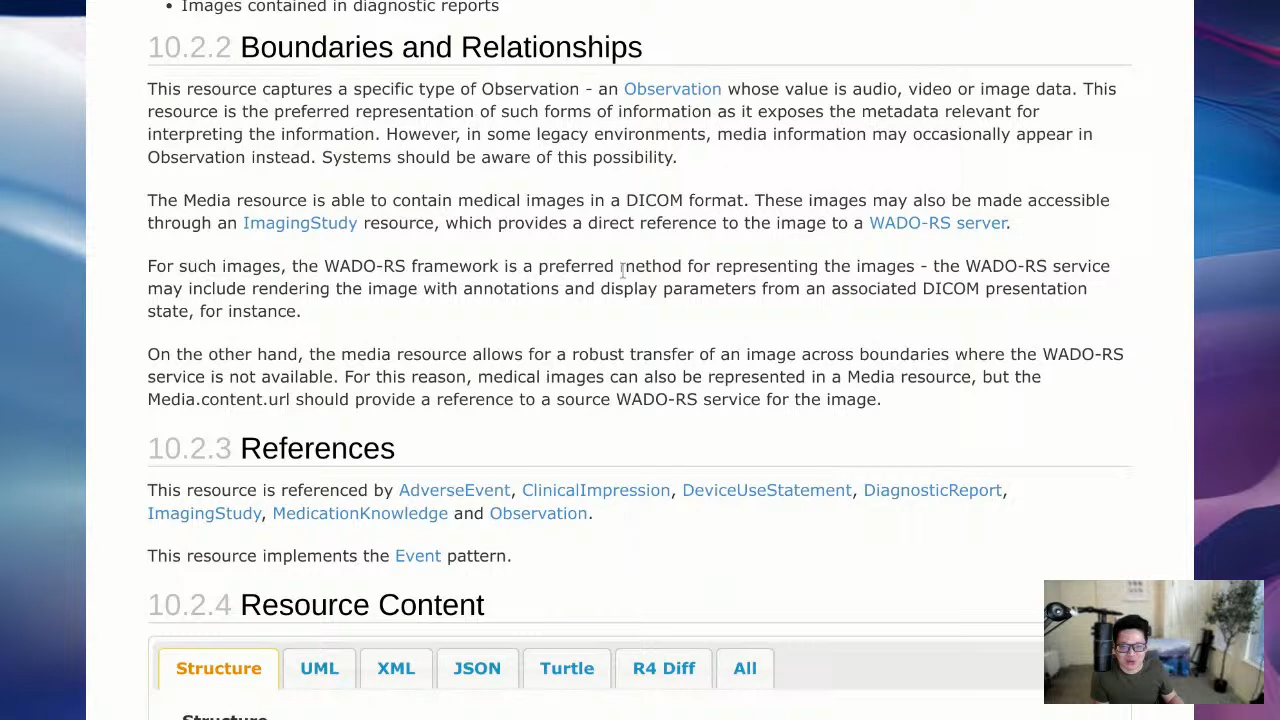 • Images contained in diagnostic reports
10.2.2 Boundaries and Relationships
This resource captures a specific type of Observation - an Observation whose value is audio, video or image data. This
resource is the preferred representation of such forms of information as it exposes the metadata relevant for
interpreting the information. However, in some legacy environments, media information may occasionally appear in
Observation instead. Systems should be aware of this possibility.
The Media resource is able to contain medical images in a DICOM format. These images may also be made accessible
through an ImagingStudy resource, which provides a direct reference to the image to a WADO-RS server.
For such images, the WADO-RS framework is a preferred method for representing the images - the WADO-RS service
may include rendering the image with annotations and display parameters from an associated DICOM presentation
state, for instance.
On the other hand, the media resource allows for a robust transfer of an image across boundaries where the WADO-RS
service is not available. For this reason, medical images can also be represented in a Media resource, but the
Media.content.url should provide a reference to a source WADO-RS service for the image.
10.2.3 References
This resource is referenced by AdverseEvent, ClinicalImpression, DeviceUseStatement, DiagnosticReport,
ImagingStudy, MedicationKnowledge and Observation.
This resource implements the Event pattern.
10.2.4 Resource Content
Structure UML XML JSON Turtle R4 Diff All
Structure